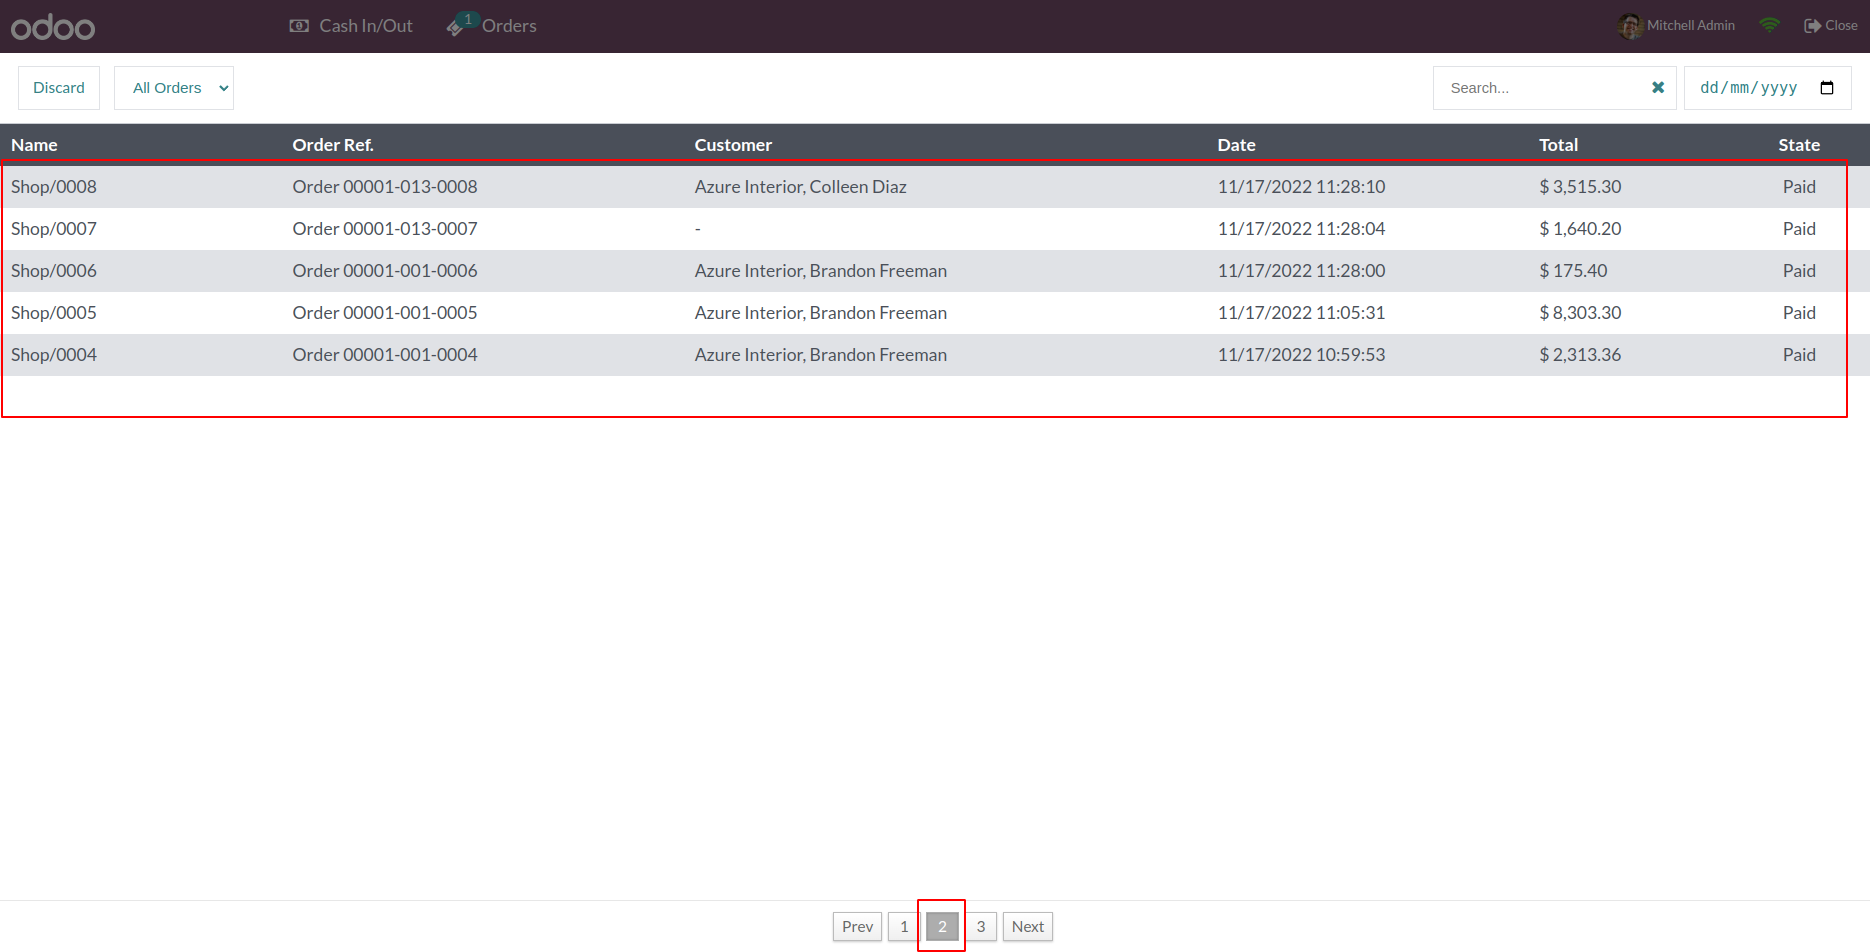 odoo Cash In/Out 1 Orders Mitchell Admin Close
Discard All Orders Search... dd/mm/yyyy
Name Order Ref. Customer Date Total State
Shop/0008 Order 00001-013-0008 Azure Interior, Colleen Diaz 11/17/2022 11:28:10 $ 3,515.30 Paid
Shop/0007 Order 00001-013-0007 - 11/17/2022 11:28:04 $ 1,640.20 Paid
Shop/0006 Order 00001-001-0006 Azure Interior, Brandon Freeman 11/17/2022 11:28:00 $ 175.40 Paid
Shop/0005 Order 00001-001-0005 Azure Interior, Brandon Freeman 11/17/2022 11:05:31 $ 8,303.30 Paid
Shop/0004 Order 00001-001-0004 Azure Interior, Brandon Freeman 11/17/2022 10:59:53 $ 2,313.36 Paid
Prev 1 2 3 Next